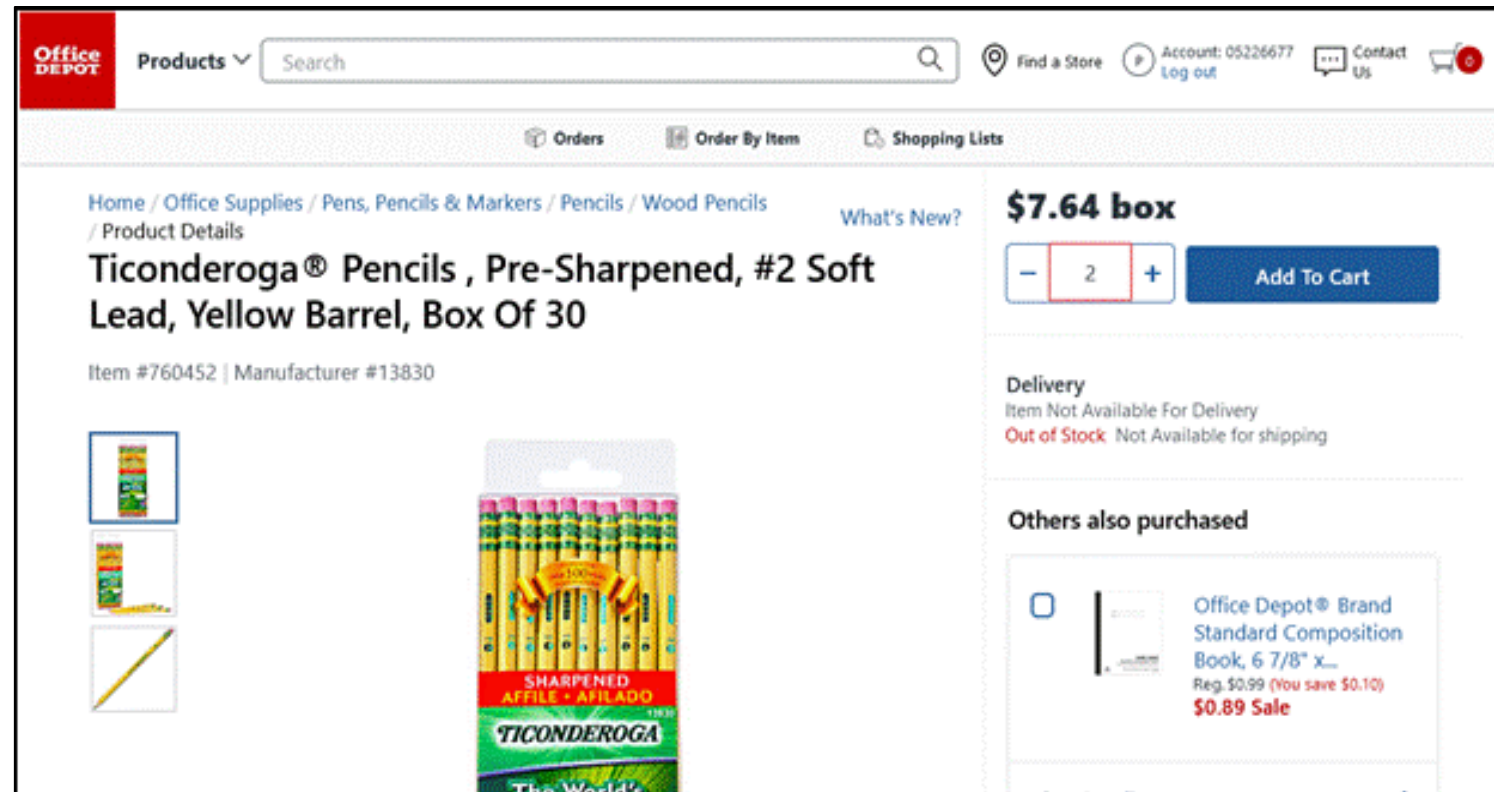 Office DEPOT
Products
Search
Find a Store
P
Account: 05226677
Log out
Contact Us
0
Orders
Order By Item
Shopping Lists
Home / Office Supplies / Pens, Pencils & Markers / Pencils / Wood Pencils
/ Product Details
What's New?
Ticonderoga® Pencils , Pre-Sharpened, #2 Soft
Lead, Yellow Barrel, Box Of 30
Item #760452 | Manufacturer #13830
SHARPENED
AFFILE • AFILADO
13830
TICONDEROGA
The World's
$7.64 box
− 2 +
Add To Cart
Delivery
Item Not Available For Delivery
Out of Stock Not Available for shipping
Others also purchased
Office Depot® Brand
Standard Composition
Book, 6 7/8" x...
Reg. $0.99 (You save $0.10)
$0.89 Sale